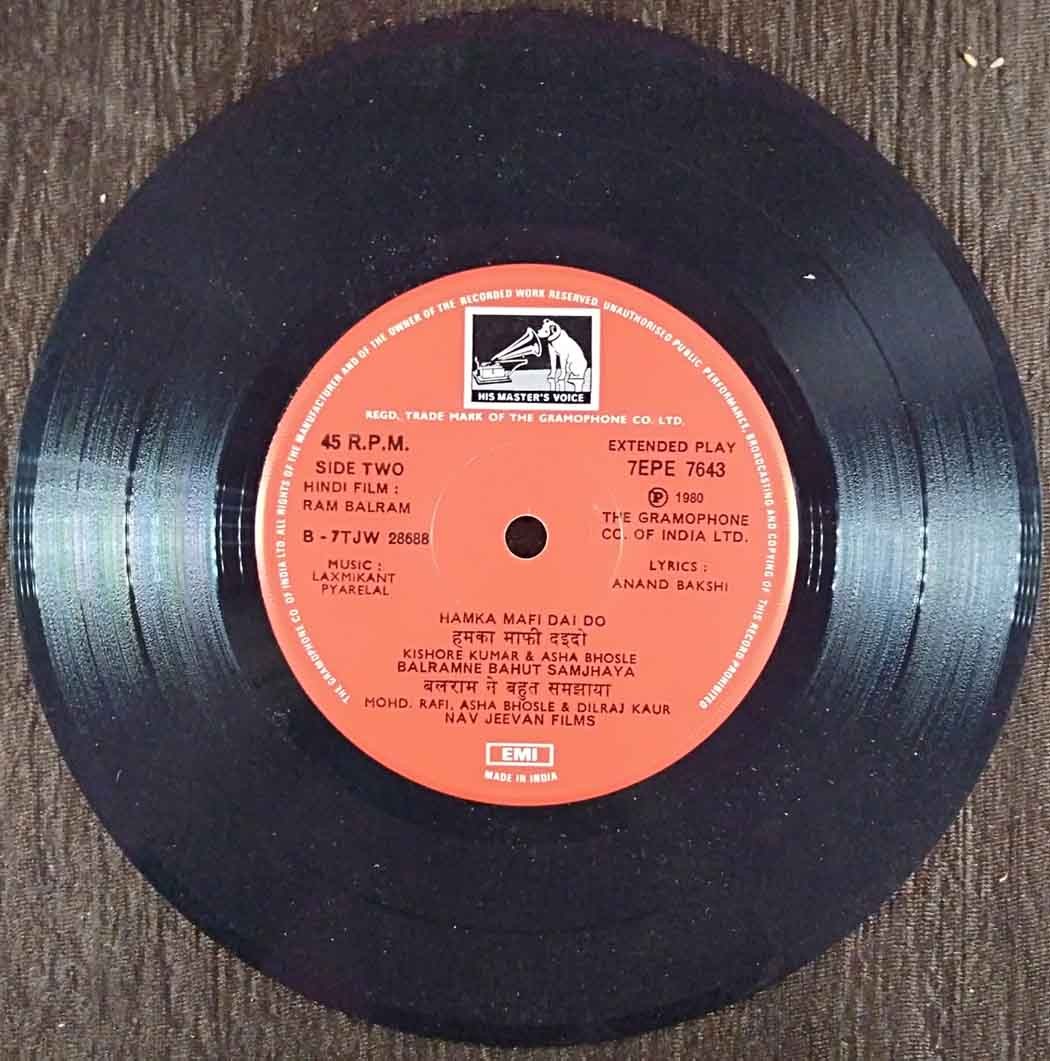 THE GRAMOPHONE CO OF INDIA LTD. ALL RIGHTS OF THE MANUFACTURER AND OF THE OWNER OF THE RECORDED WORK RESERVED. UNAUTHORISED PUBLIC PERFORMANCE, BROADCASTING AND COPYING OF THIS RECORD PROHIBITED
HIS MASTER'S VOICE
REGD. TRADE MARK OF THE GRAMOPHONE CO. LTD.
45 R.P.M.
SIDE TWO
HINDI FILM :
RAM BALRAM
B - 7TJW 28688
MUSIC :
LAXMIKANT
PYARELAL
EXTENDED PLAY
7EPE 7643
Ⓟ 1980
THE GRAMOPHONE
CO. OF INDIA LTD.
LYRICS :
ANAND BAKSHI
HAMKA MAFI DAI DO
हमका माफी दइदो
KISHORE KUMAR & ASHA BHOSLE
BALRAMNE BAHUT SAMJHAYA
बलराम ने बहुत समझाया
MOHD. RAFI, ASHA BHOSLE & DILRAJ KAUR
NAV JEEVAN FILMS
EMI
MADE IN INDIA